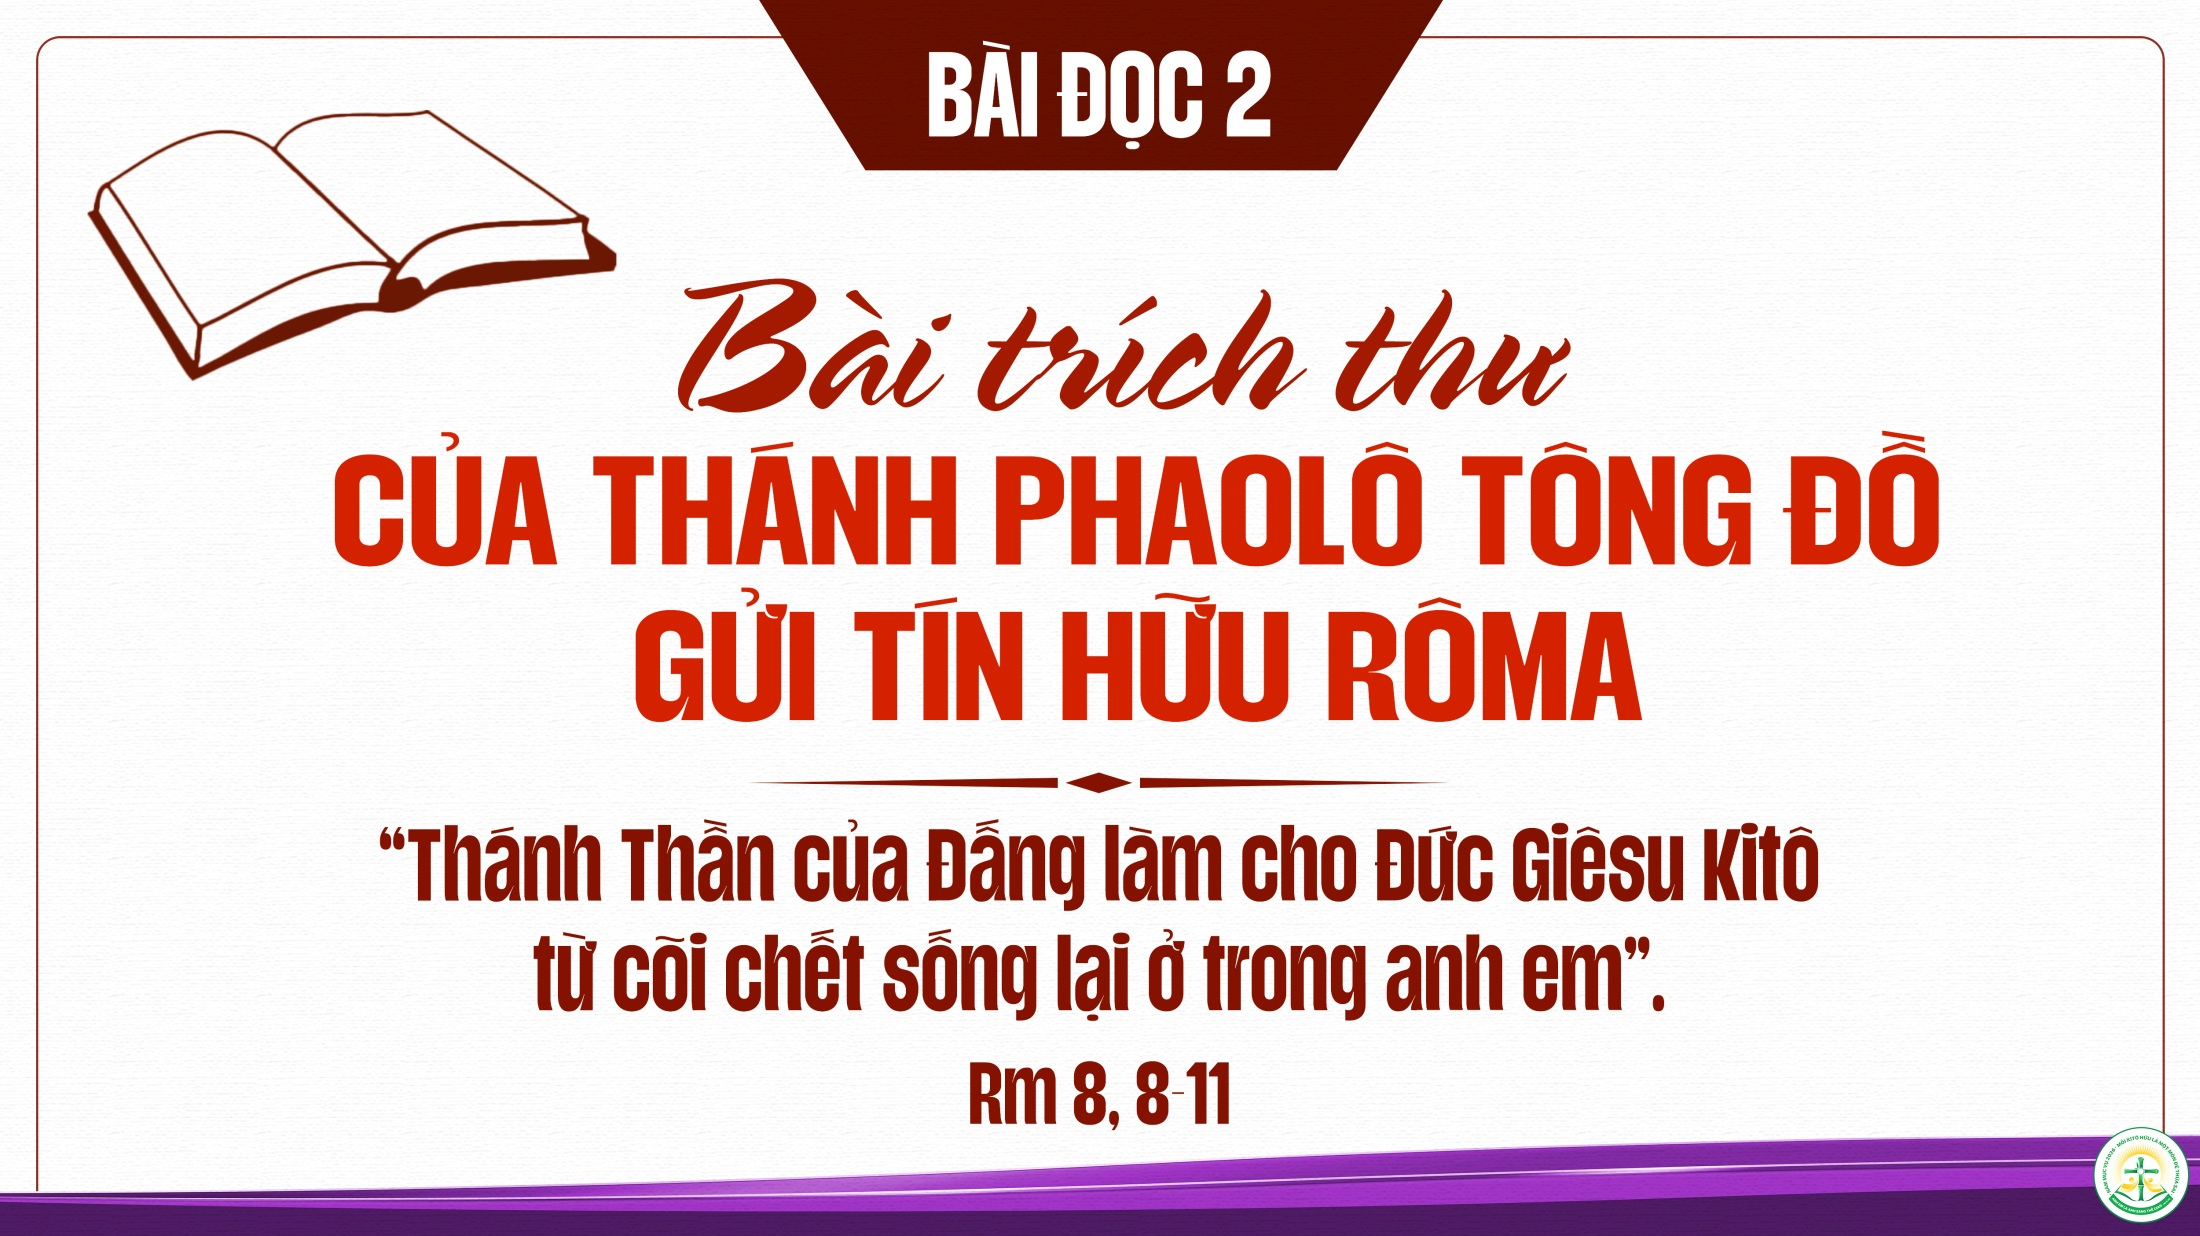 BÀI ĐỌC 2
Bài trích thư
CỦA THÁNH PHAOLÔ TÔNG ĐỒ
GỬI TÍN HỮU RÔMA
“Thánh Thần của Đấng làm cho Đức Giêsu Kitô
từ cõi chết sống lại ở trong anh em”.
Rm 8, 8-11